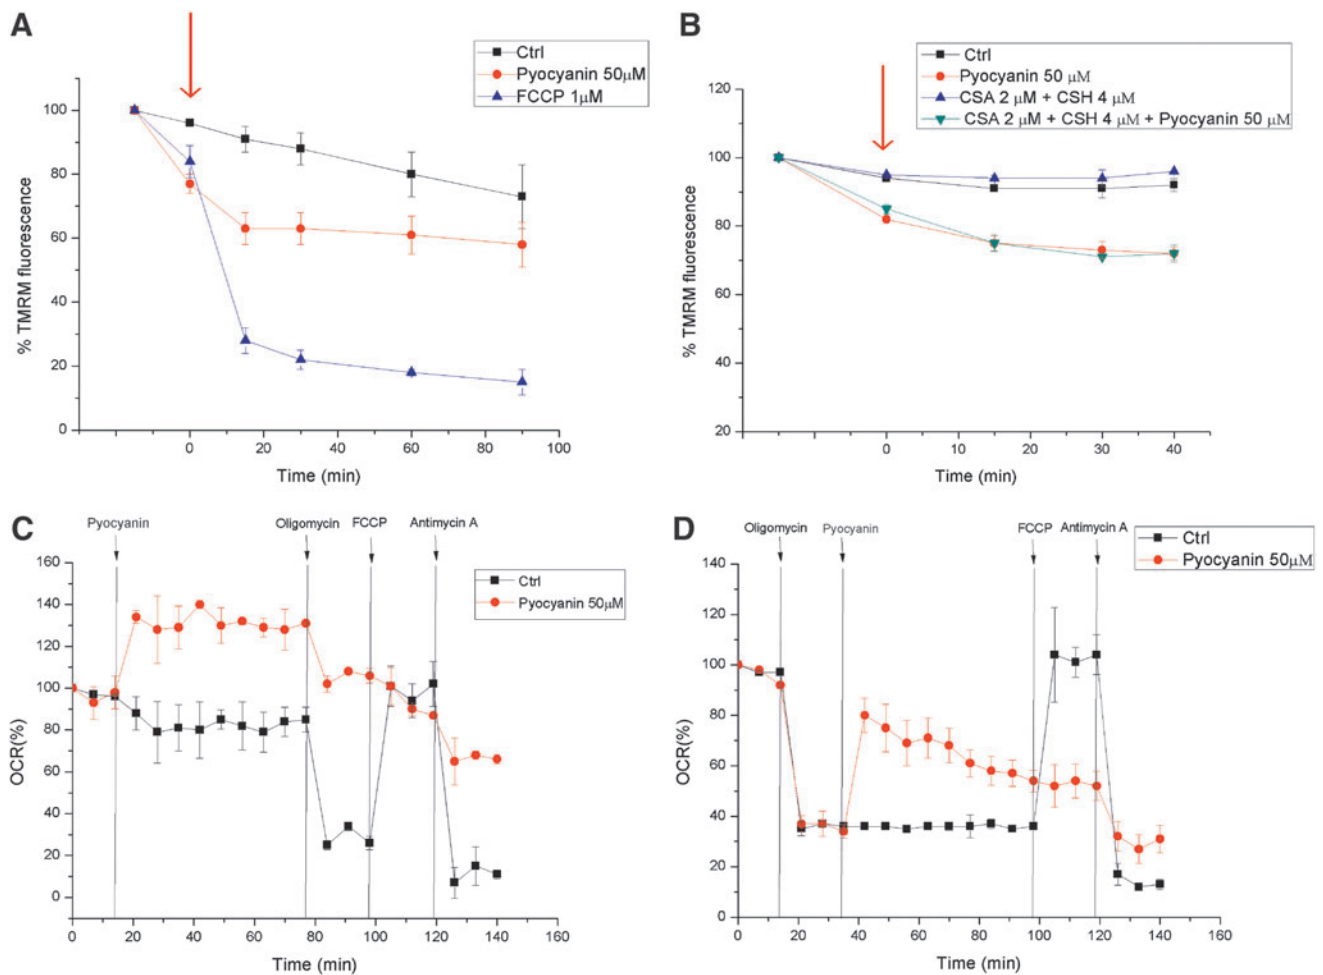 A
Ctrl
Pyocyanin 50μM
FCCP 1μM
100
80
60
40
20
0
% TMRM fluorescence
0 20 40 60 80 100
Time (min)
B
Ctrl
Pyocyanin 50 μM
CSA 2 μM + CSH 4 μM
CSA 2 μM + CSH 4 μM + Pyocyanin 50 μM
120
100
80
60
40
20
% TMRM fluorescence
0 10 20 30 40
Time (min)
C
Pyocyanin Oligomycin FCCP Antimycin A
Ctrl
Pyocyanin 50μM
160
140
120
100
80
60
40
20
0
OCR(%)
0 20 40 60 80 100 120 140 160
Time (min)
D
Oligomycin Pyocyanin FCCP Antimycin A
Ctrl
Pyocyanin 50μM
140
120
100
80
60
40
20
0
OCR(%)
0 20 40 60 80 100 120 140 160
Time (min)